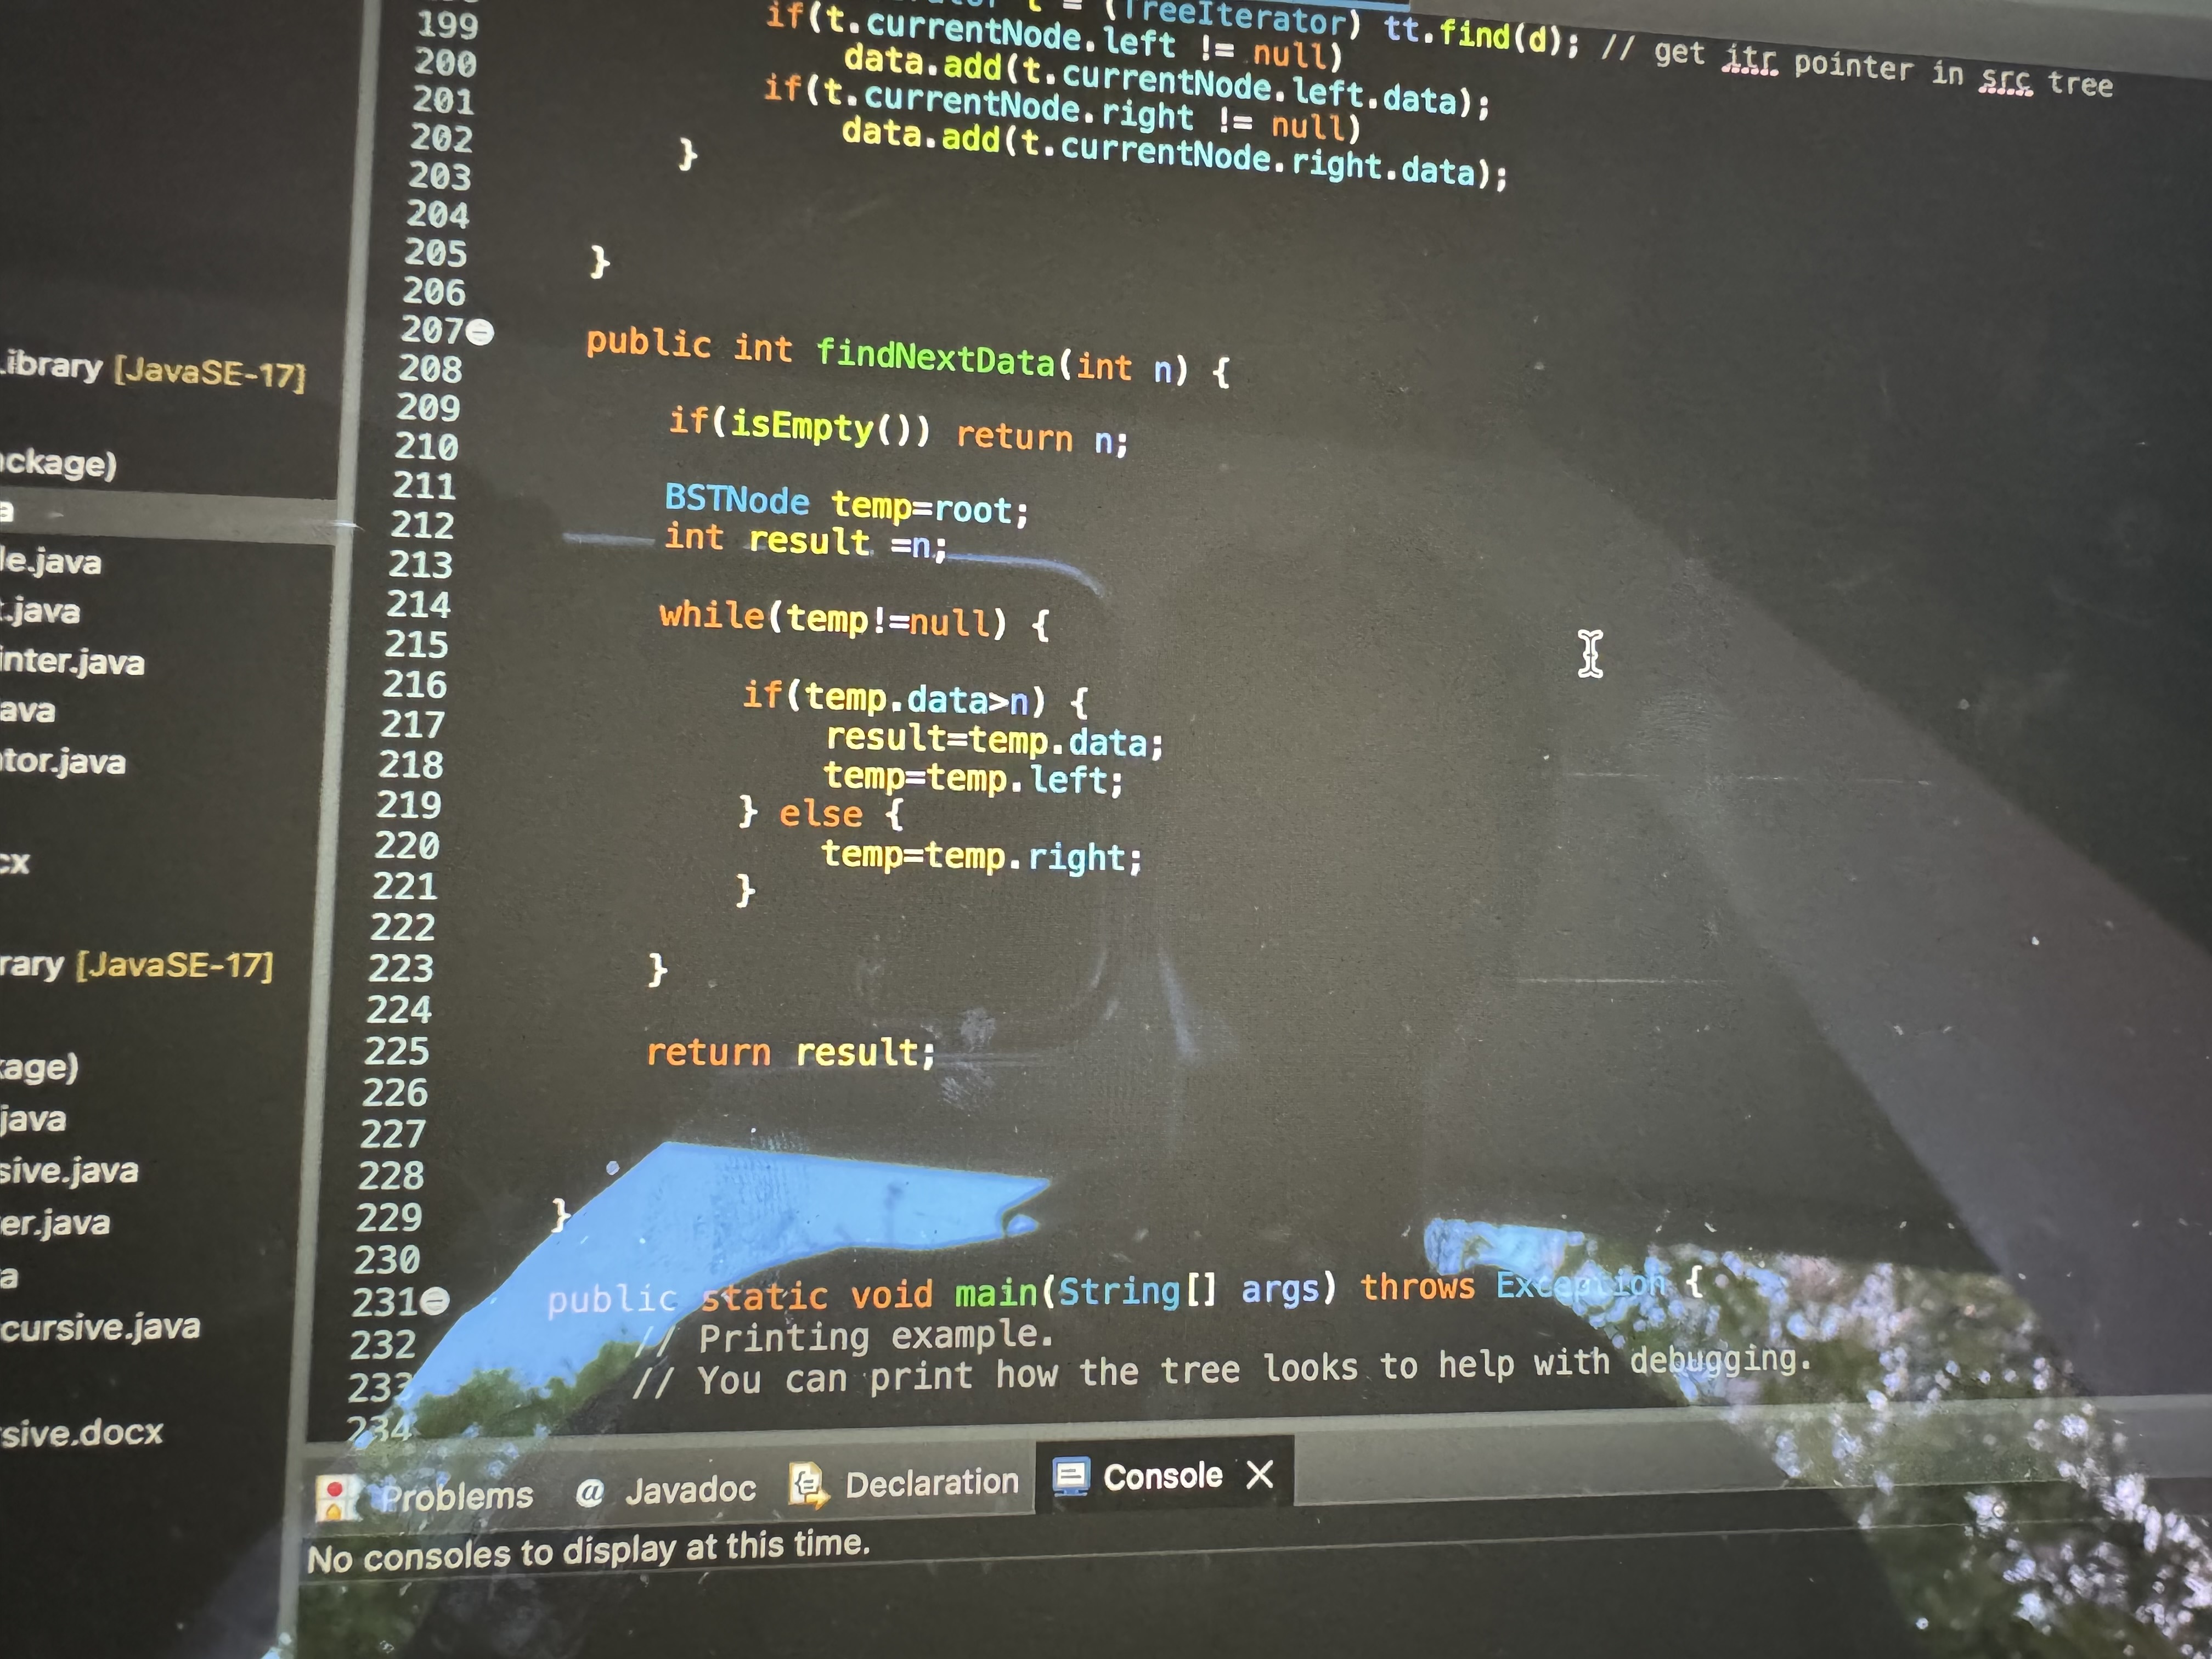 199
200
201
202
203
204
205
206
207
208
209
210
211
212
213
214
215
216
217
218
219
220
221
222
223
224
225
226
227
228
229
230
231
232
233
234
t = (TreeIterator) tt.find(d); // get itr pointer in src tree
if(t.currentNode.left != null)
data.add(t.currentNode.left.data);
if(t.currentNode.right != null)
data.add(t.currentNode.right.data);
}
}
public int findNextData(int n) {
if(isEmpty()) return n;
BSTNode temp=root;
int result =n;
while(temp!=null) {
if(temp.data>n) {
result=temp.data;
temp=temp.left;
} else {
temp=temp.right;
}
}
return result;
}
public static void main(String[] args) throws Exception {
// Printing example.
// You can print how the tree looks to help with debugging.
ibrary [JavaSE-17]
ckage)
a
le.java
t.java
inter.java
ava
tor.java
cx
rary [JavaSE-17]
kage)
java
sive.java
er.java
a
cursive.java
sive.docx
Problems @ Javadoc Declaration Console
No consoles to display at this time.